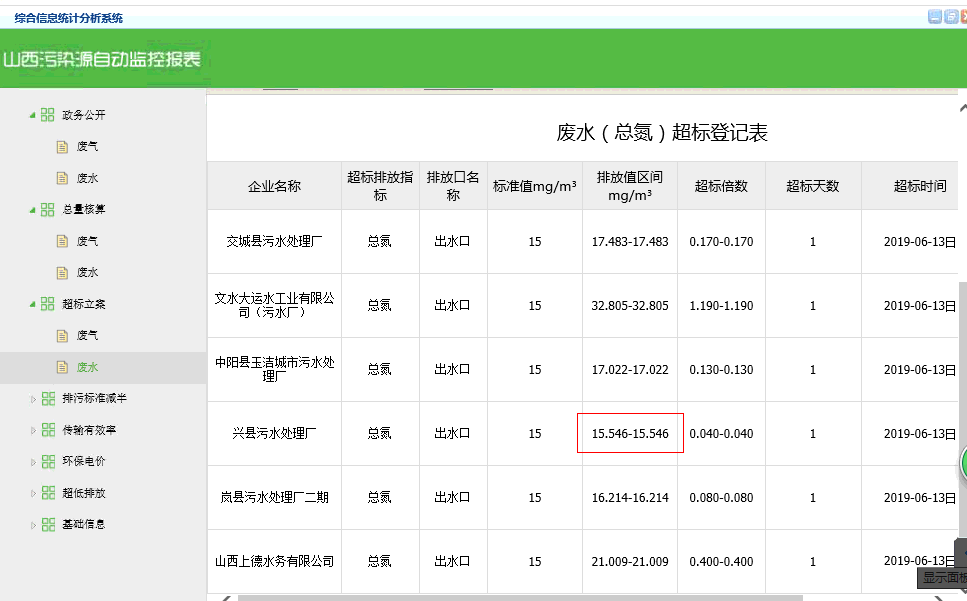 综合信息统计分析系统
山西污染源自动监控报表
政务公开
废气
废水
总量核算
废气
废水
超标立案
废气
废水
排污标准减半
传输有效率
环保电价
超低排放
基础信息
废水（总氮）超标登记表
企业名称 超标排放指标 排放口名称 标准值mg/m³ 排放值区间mg/m³ 超标倍数 超标天数 超标时间
交城县污水处理厂 总氮 出水口 15 17.483-17.483 0.170-0.170 1 2019-06-13日
文水大运水工业有限公司（污水厂） 总氮 出水口 15 32.805-32.805 1.190-1.190 1 2019-06-13日
中阳县玉洁城市污水处理厂 总氮 出水口 15 17.022-17.022 0.130-0.130 1 2019-06-13日
兴县污水处理厂 总氮 出水口 15 15.546-15.546 0.040-0.040 1 2019-06-13日
岚县污水处理厂二期 总氮 出水口 15 16.214-16.214 0.080-0.080 1 2019-06-13日
山西上德水务有限公司 总氮 出水口 15 21.009-21.009 0.400-0.400 1 2019-06-13日
显示面板